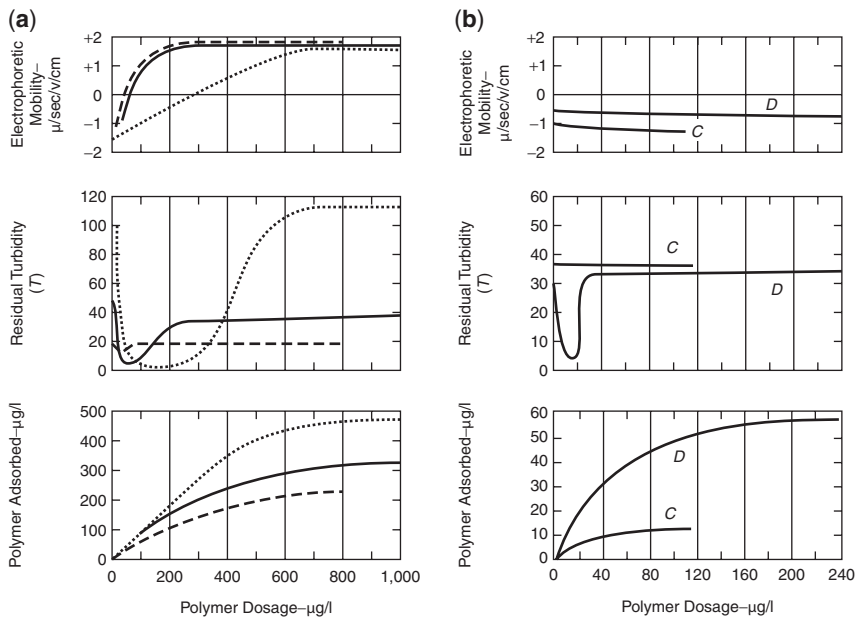 (a)
Electrophoretic
Mobility–
μ/sec/v/cm
+2
+1
0
−1
−2
Residual Turbidity
(T)
120
100
80
60
40
20
0
Polymer Adsorbed–μg/l
500
400
300
200
100
0
0 200 400 600 800 1,000
Polymer Dosage–μg/l
(b)
Electrophoretic
Mobility–
μ/sec/v/cm
+2
+1
0
−1
−2
D
C
Residual Turbidity
(T)
60
50
40
30
20
10
0
C
D
Polymer Adsorbed–μg/l
60
50
40
30
20
10
0
D
C
0 40 80 120 160 200 240
Polymer Dosage–μg/l